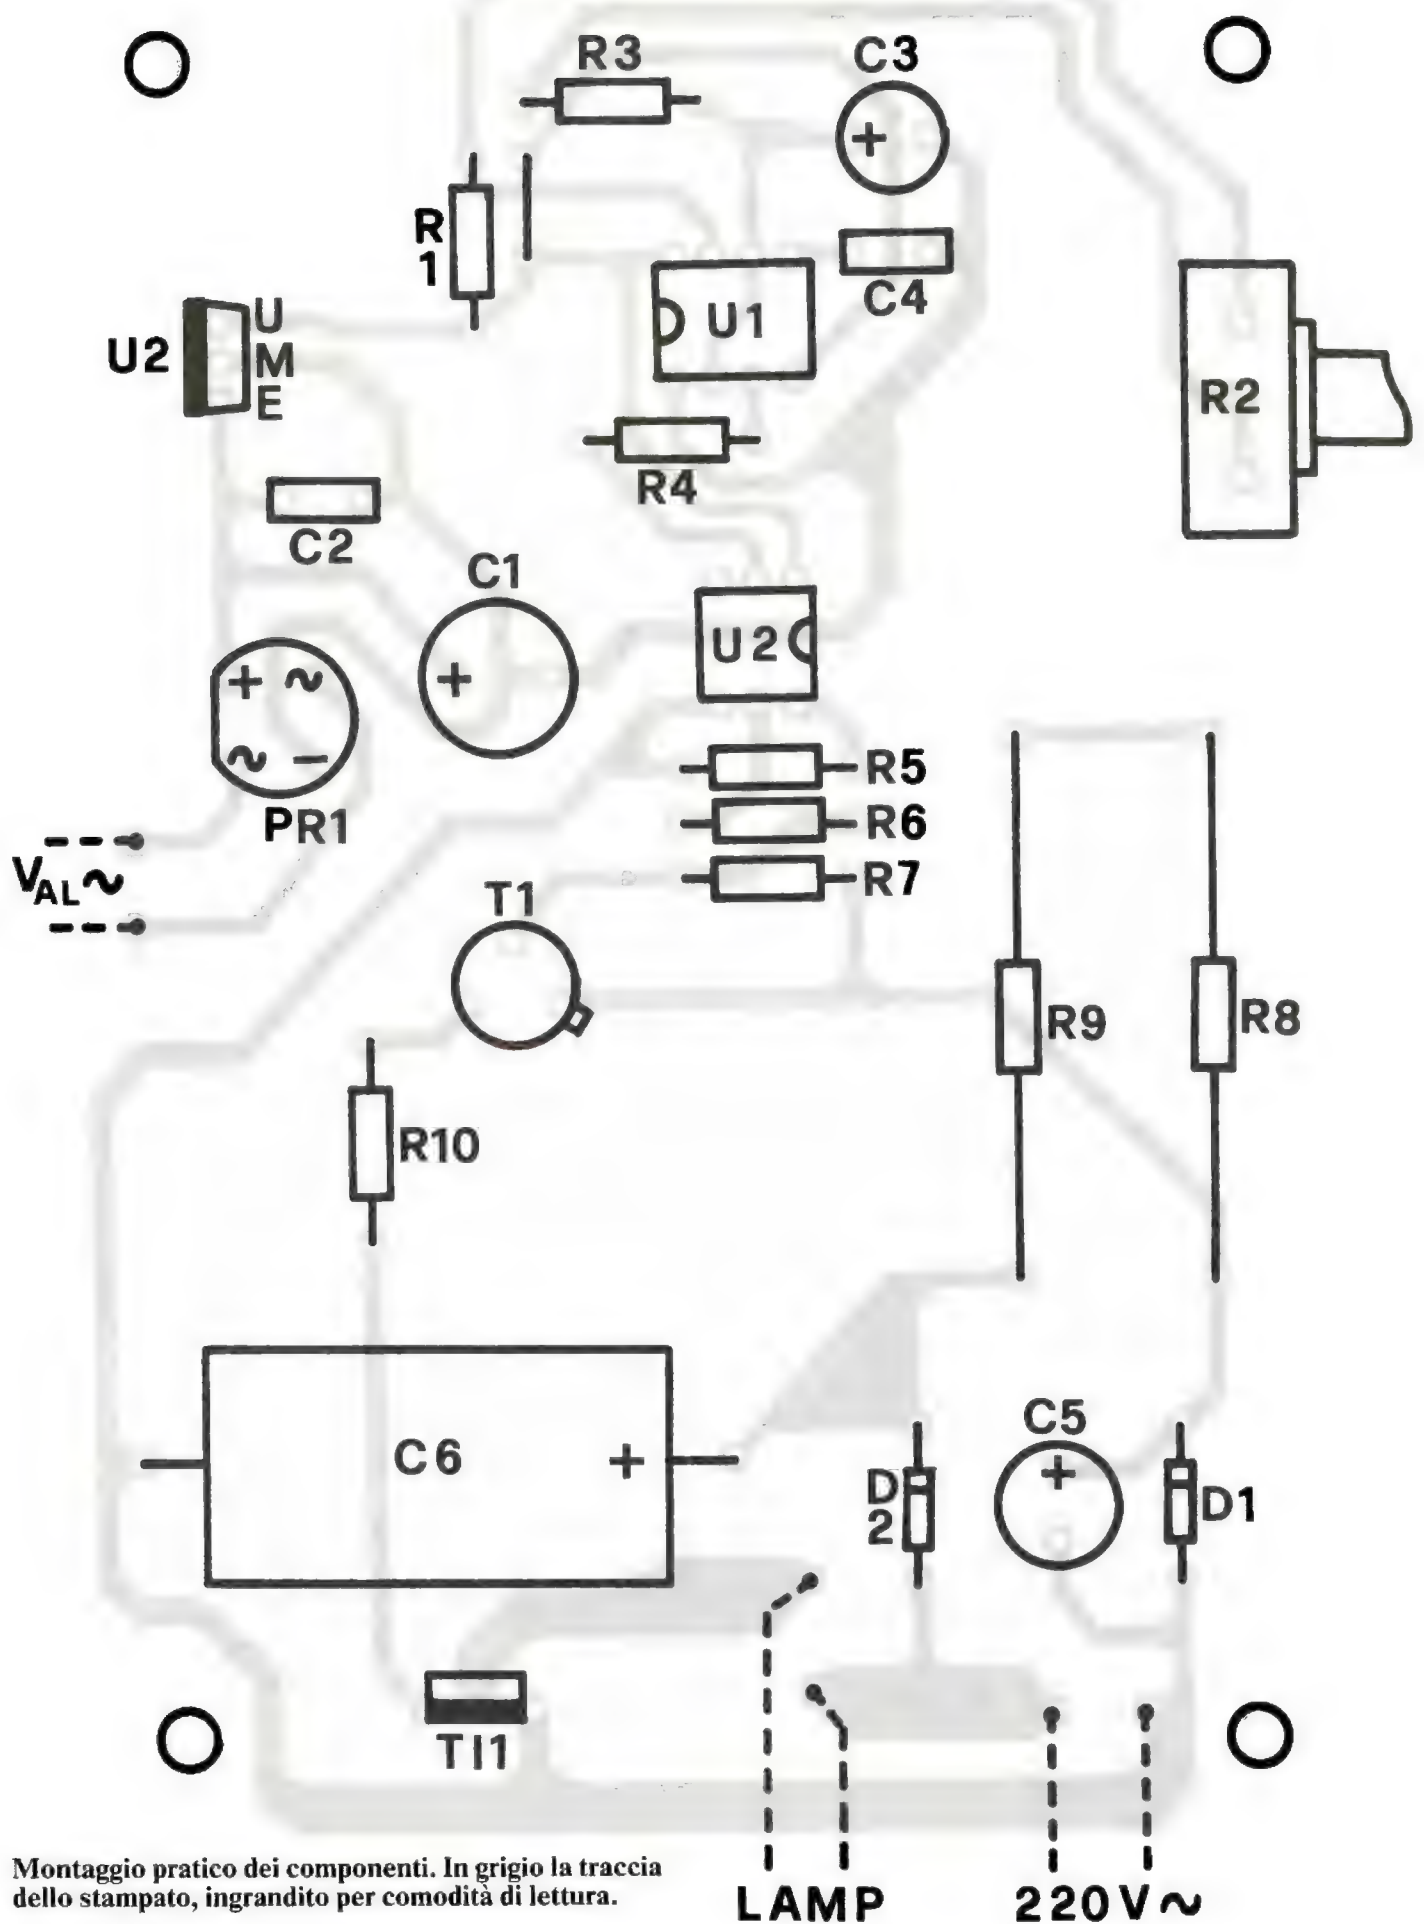 R3
C3
+
R
1
U1
C4
U2
U
M
E
R2
R4
C2
C1
+
U2
+ ~
~ −
PR1
R5
R6
R7
VAL ~
T1
R9
R8
R10
C6 +
C5
+
D
2
D1
TI1
Montaggio pratico dei componenti. In grigio la traccia
dello stampato, ingrandito per comodità di lettura.
LAMP
220V~